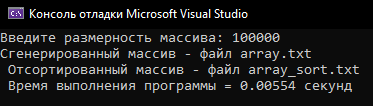 Консоль отладки Microsoft Visual Studio
Введите размерность массива: 100000
Сгенерированный массив - файл array.txt
Отсортированный массив - файл array_sort.txt
Время выполнения программы = 0.00554 секунд